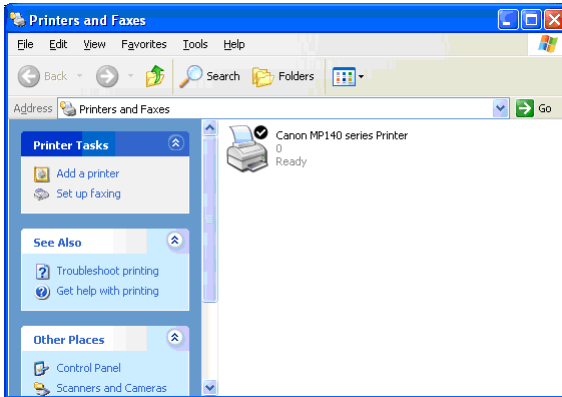 Printers and Faxes
File Edit View Favorites Tools Help
Back Search Folders
Address Printers and Faxes Go
Printer Tasks
Add a printer
Set up faxing
See Also
Troubleshoot printing
Get help with printing
Other Places
Control Panel
Scanners and Cameras
Canon MP140 series Printer
0
Ready